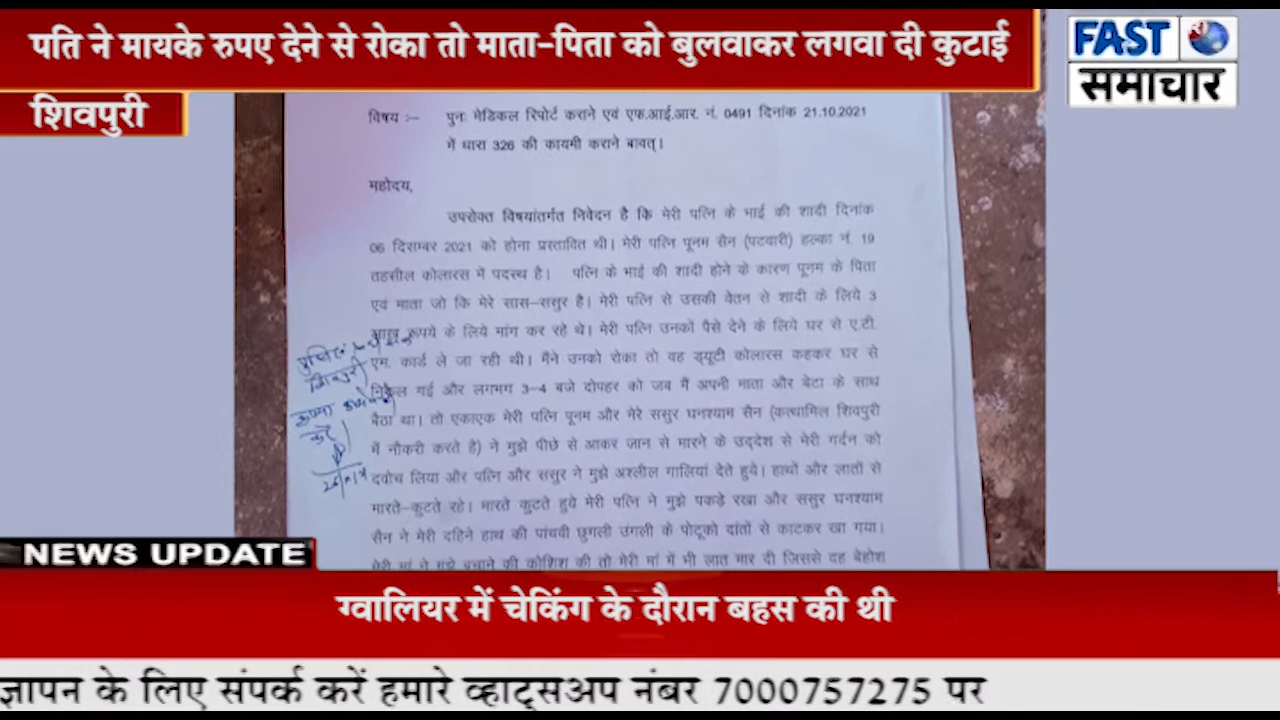 पति ने मायके रुपए देने से रोका तो माता-पिता को बुलवाकर लगवा दी कुटाई
FAST
समाचार
शिवपुरी
विषय :– पुनः मेडिकल रिपोर्ट कराने एवं एफ.आई.आर. नं. 0491 दिनांक 21.10.2021
में धारा 326 की कायमी कराने बावत्।
महोदय,
उपरोक्त विषयांतर्गत निवेदन है कि मेरी पत्नि के भाई की शादी दिनांक
06 दिसम्बर 2021 को होना प्रस्तावित थी। मेरी पत्नि पूनम सैन (पटवारी) हल्का नं. 19
तहसील कोलारस में पदस्थ है। पत्नि के भाई की शादी होने के कारण पूनम के पिता
एवं माता जो कि मेरे सास–ससुर है। मेरी पत्नि से उसकी वेतन से शादी के लिये 3
लाख रूपये के लिये मांग कर रहे थे। मेरी पत्नि उनकों पैसे देने के लिये घर से ए.टी.
एम. कार्ड ले जा रही थी। मैंने उनको रोका तो वह ड्यूटी कोलारस कहकर घर से
निकल गई और लगभग 3–4 बजे दोपहर को जब मैं अपनी माता और बेटा के साथ
बैठा था। तो एकाएक मेरी पत्नि पूनम और मेरे ससुर घनश्याम सैन (कत्थामिल शिवपुरी
में नौकरी करते है) ने मुझे पीछे से आकर जान से मारने के उद्देश से मेरी गर्दन को
दवोच लिया और पत्नि और ससुर ने मुझे अश्लील गालियां देते हुये। हाथों और लातों से
मारते–कुटते रहे। मारते कुटते हुये मेरी पत्नि ने मुझे पकड़े रखा और ससुर घनश्याम
सैन ने मेरी दहिने हाथ की पांचवी छुगली उंगली के पोटूको दांतों से काटकर खा गया।
मेरी मां ने मुझे बचाने की कोशिश की तो मेरी मां में भी लात मार दी जिससे वह बेहोश
NEWS UPDATE
ग्वालियर में चेकिंग के दौरान बहस की थी
ज्ञापन के लिए संपर्क करें हमारे व्हाट्सअप नंबर 7000757275 पर